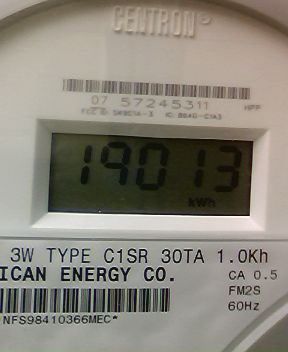 CENTRON
07 57245311
19013
kWh
3W TYPE C1SR 30TA 1.0Kh
ICAN ENERGY CO. CA 0.5
FM2S
60Hz
NFS98410366MEC*